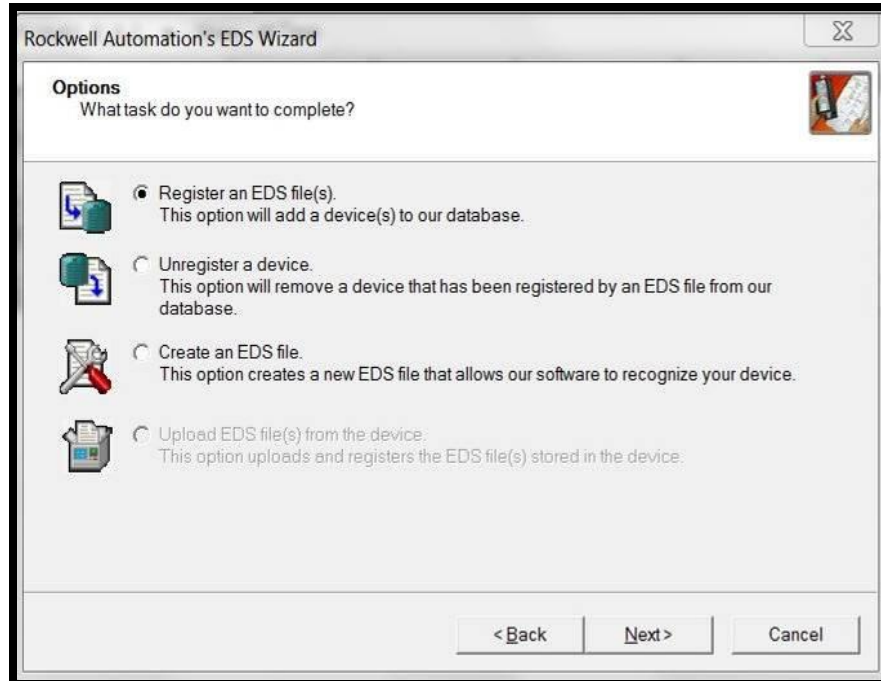 Rockwell Automation's EDS Wizard
Options
What task do you want to complete?
Register an EDS file(s).
This option will add a device(s) to our database.
Unregister a device.
This option will remove a device that has been registered by an EDS file from our
database.
Create an EDS file.
This option creates a new EDS file that allows our software to recognize your device.
Upload EDS file(s) from the device.
This option uploads and registers the EDS file(s) stored in the device.
< Back
Next >
Cancel